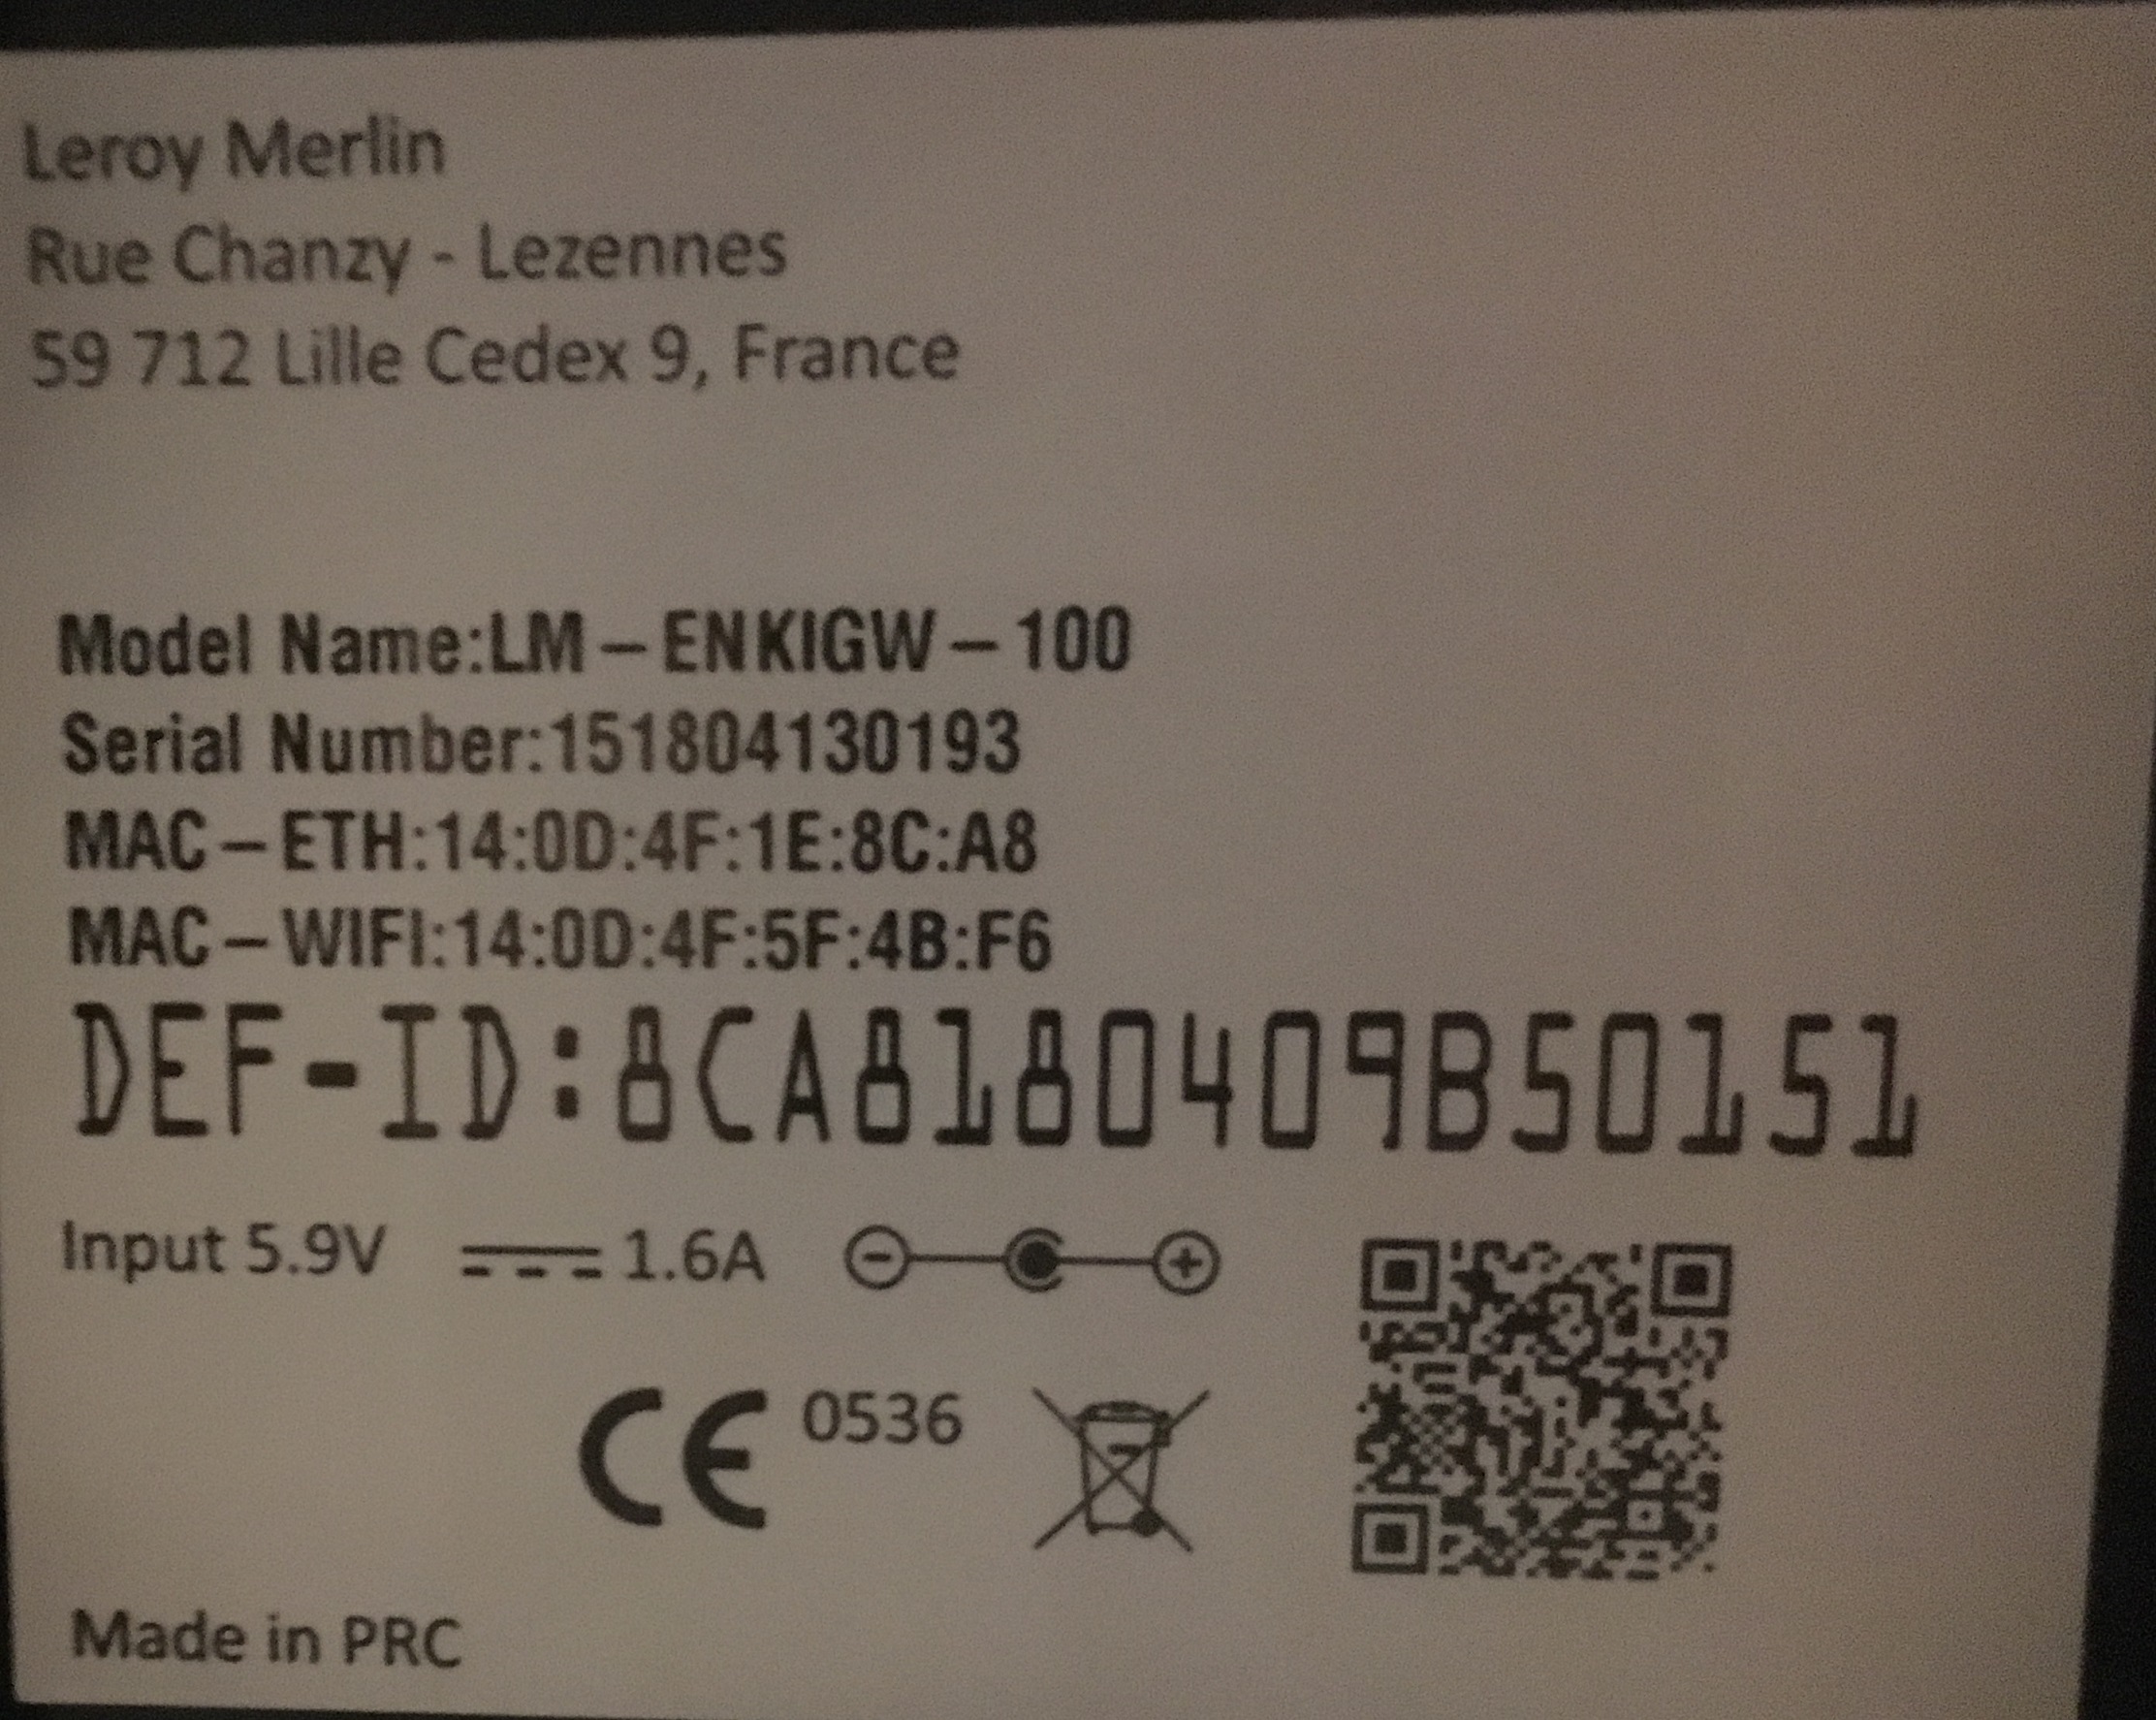 Leroy Merlin
Rue Chanzy - Lezennes
59 712 Lille Cedex 9, France
Model Name:LM-ENKIGW-100
Serial Number:151804130193
MAC-ETH:14:0D:4F:1E:8C:A8
MAC-WIFI:14:0D:4F:5F:4B:F6
DEF-ID:8CA8180409B50151
Input 5.9V ⎓ 1.6A
CE 0536
Made in PRC